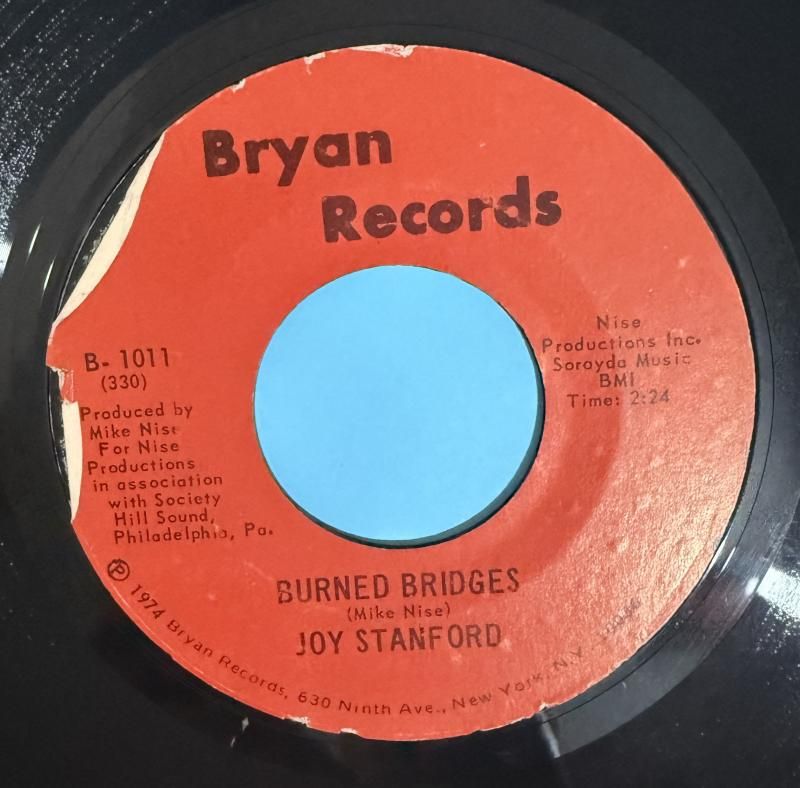 Bryan
Records
B- 1011
(330)
Produced by
Mike Nise
For Nise
Productions
in association
with Society
Hill Sound,
Philadelphia, Pa.
Nise
Productions Inc.
Sorayda Music
BMI
Time: 2:24
BURNED BRIDGES
(Mike Nise)
JOY STANFORD
Ⓟ 1974 Bryan Records, 630 Ninth Ave., New York, N.Y.